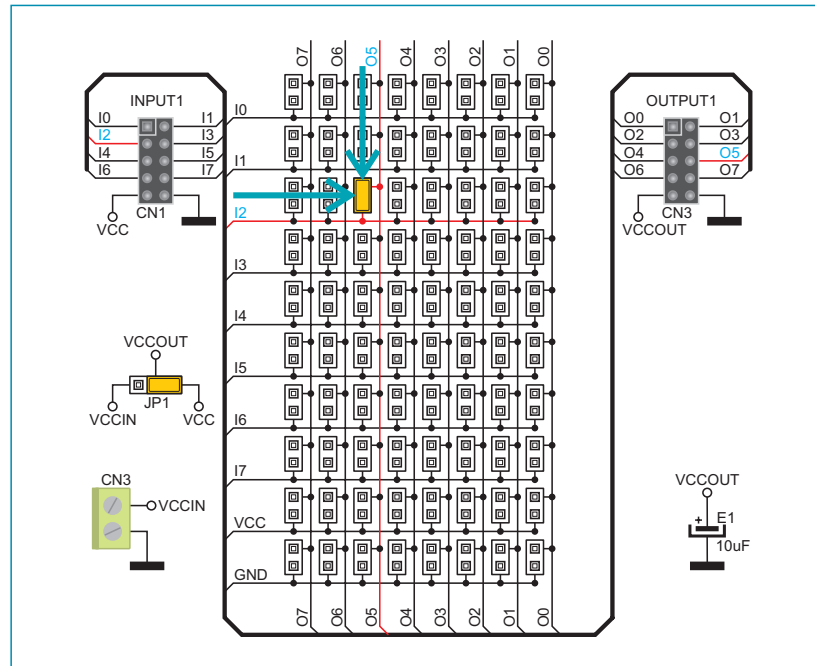 O7 O6 O5 O4 O3 O2 O1 O0
INPUT1
I0 I1
I2 I3
I4 I5
I6 I7
CN1
VCC
OUTPUT1
O0 O1
O2 O3
O4 O5
O6 O7
CN3
VCCOUT
I0
I1
I2
I3
I4
I5
I6
I7
VCC
GND
VCCOUT
JP1
VCCIN VCC
CN3
VCCIN
VCCOUT
+ E1
10uF
O7 O6 O5 O4 O3 O2 O1 O0